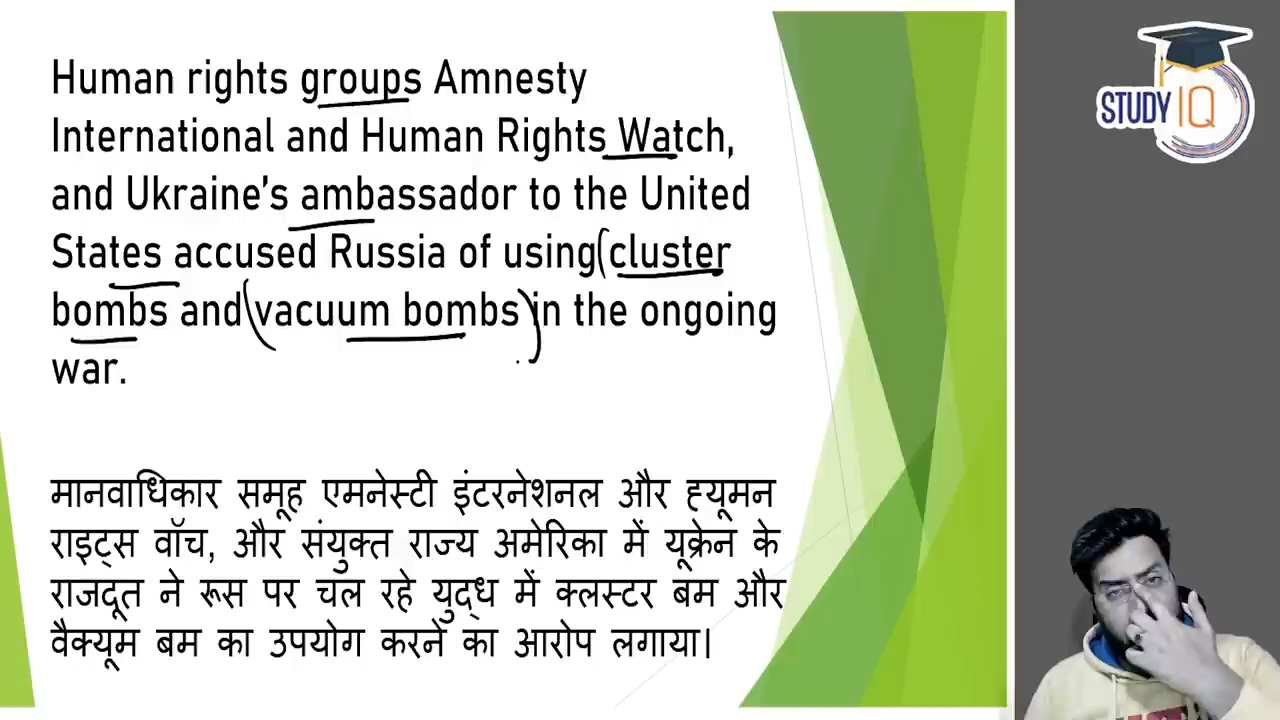 Human rights groups Amnesty
International and Human Rights Watch,
and Ukraine's ambassador to the United
States accused Russia of using (cluster
bombs and (vacuum bombs) in the ongoing
war.
मानवाधिकार समूह एमनेस्टी इंटरनेशनल और ह्यूमन
राइट्स वॉच, और संयुक्त राज्य अमेरिका में यूक्रेन के
राजदूत ने रूस पर चल रहे युद्ध में क्लस्टर बम और
वैक्यूम बम का उपयोग करने का आरोप लगाया।
STUDY IQ